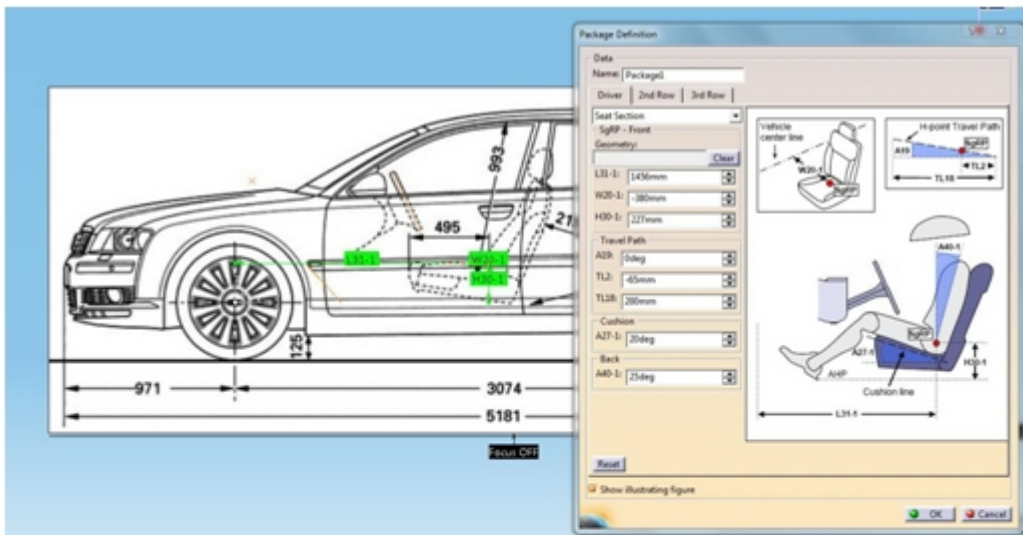 Package Definition
Data
Name: Package1
Driver 2nd Row 3rd Row
Seat Section
SgRP - Front
Geometry:
Clear
L31-1: 1456mm
W20-1: -380mm
H30-1: 227mm
Travel Path
A19: 0deg
TL2: -65mm
TL18: 200mm
Cushion
A27-1: 20deg
Back
A40-1: 25deg
Reset
Show illustrating figure
OK Cancel
Vehicle
center line
W20-1
SgRP
H-point Travel Path
A19
SgRP
TL2
TL18
A40-1
SgRP
A27-1
H30-1
AHP
Cushion line
L31-1
993
495
L31-1
W20-1
H30-1
125
971
3074
5181
Focus OFF